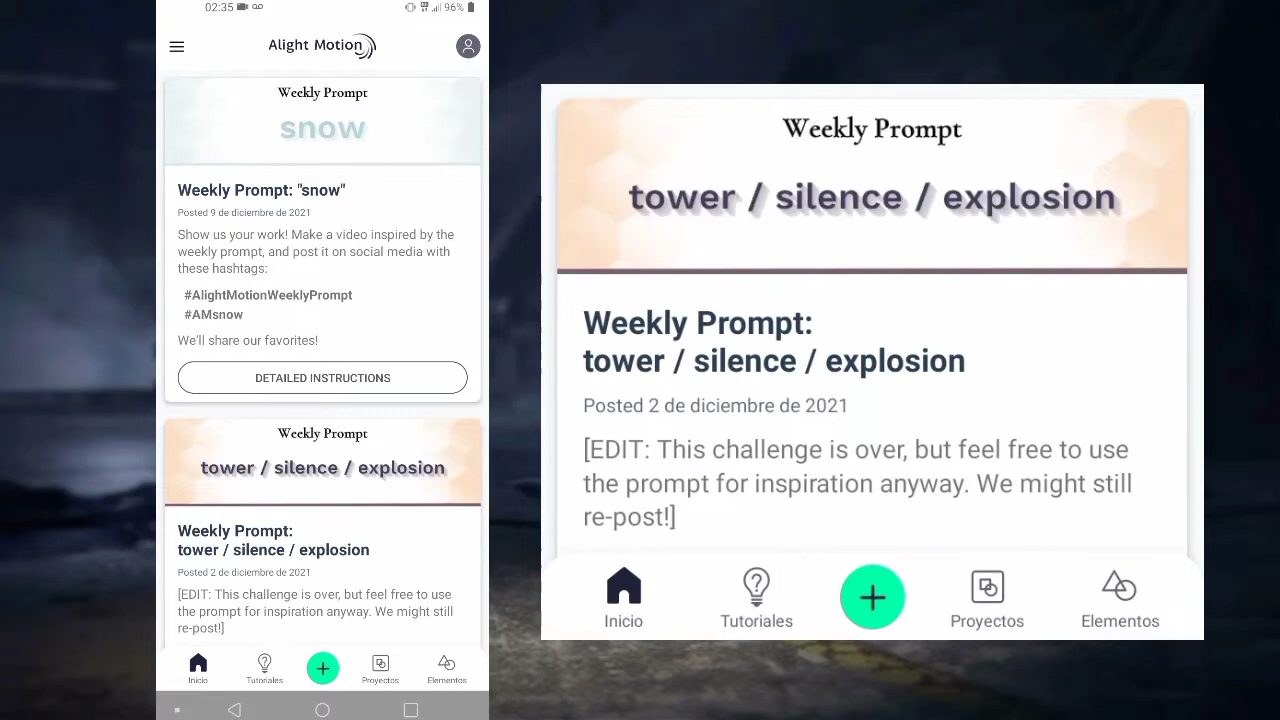 02:35
96%
Alight Motion
Weekly Prompt
snow
Weekly Prompt: "snow"
Posted 9 de diciembre de 2021
Show us your work! Make a video inspired by the
weekly prompt, and post it on social media with
these hashtags:
#AlightMotionWeeklyPrompt
#AMsnow
We'll share our favorites!
DETAILED INSTRUCTIONS
Weekly Prompt
tower / silence / explosion
Weekly Prompt:
tower / silence / explosion
Posted 2 de diciembre de 2021
[EDIT: This challenge is over, but feel free to use
the prompt for inspiration anyway. We might still
re-post!]
Inicio
Tutoriales
Proyectos
Elementos
Weekly Prompt
tower / silence / explosion
Weekly Prompt:
tower / silence / explosion
Posted 2 de diciembre de 2021
[EDIT: This challenge is over, but feel free to use
the prompt for inspiration anyway. We might still
re-post!]
Inicio
Tutoriales
Proyectos
Elementos